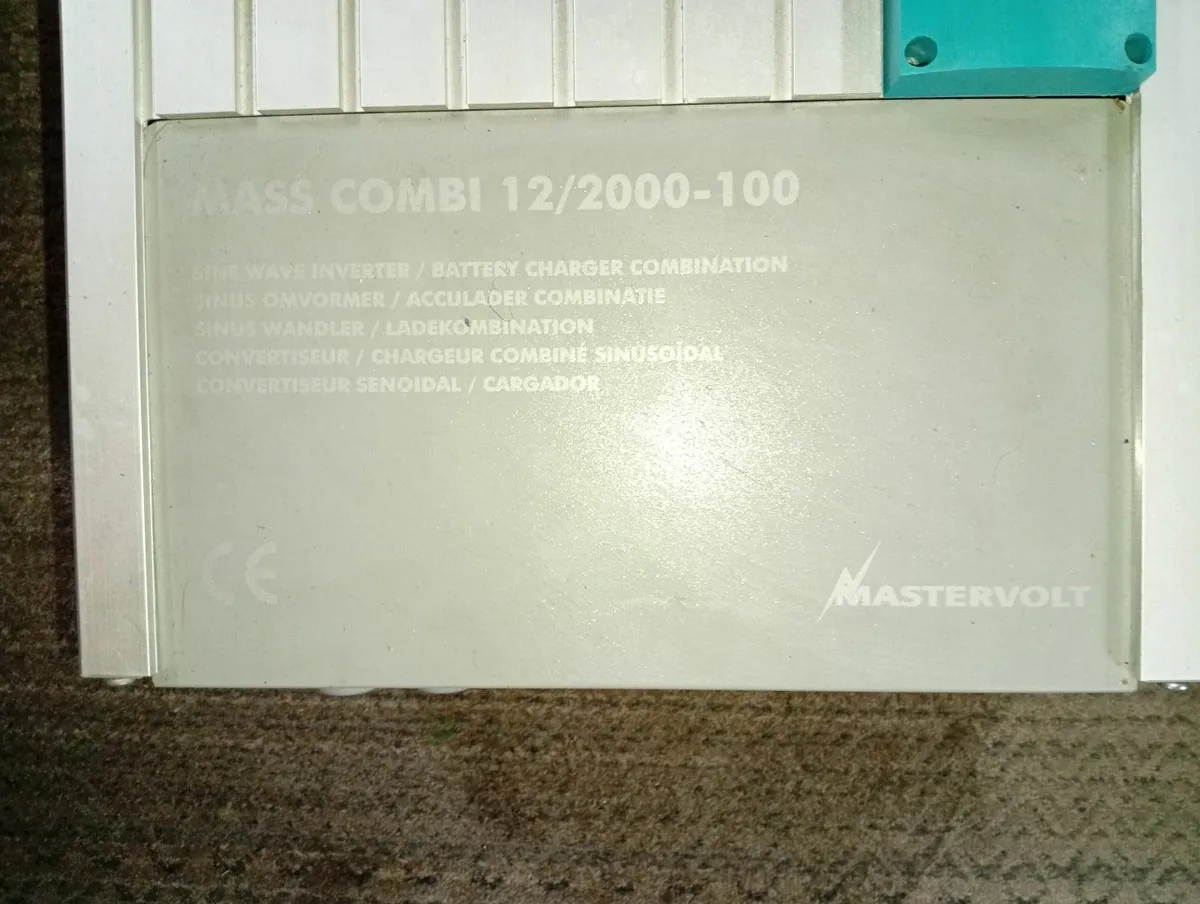 MASS COMBI 12/2000-100
SINE WAVE INVERTER / BATTERY CHARGER COMBINATION
SINUS OMVORMER / ACCULADER COMBINATIE
SINUS WANDLER / LADEKOMBINATION
CONVERTISEUR / CHARGEUR COMBINÉ SINUSOÏDAL
CONVERTISEUR SENOIDAL / CARGADOR
CE
MASTERVOLT